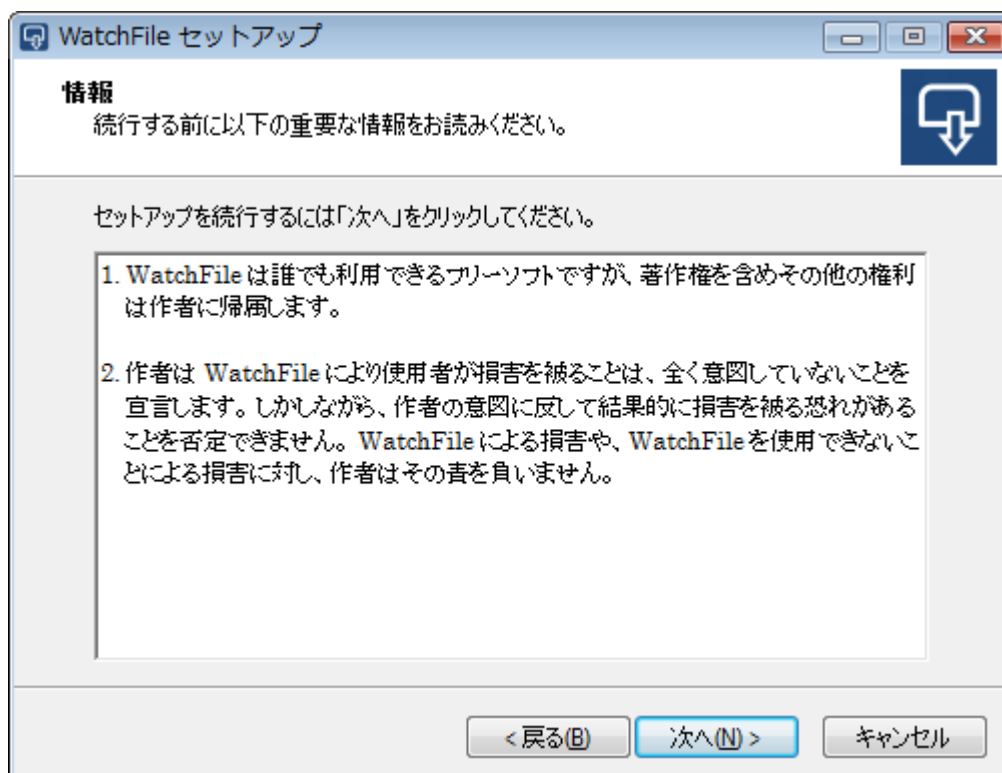 WatchFile セットアップ
情報
続行する前に以下の重要な情報をお読みください。
セットアップを続行するには「次へ」をクリックしてください。
1. WatchFile は誰でも利用できるフリーソフトですが、著作権を含めその他の権利
は作者に帰属します。
2. 作者は WatchFile により使用者が損害を被ることは、全く意図していないことを
宣言します。しかしながら、作者の意図に反して結果的に損害を被る恐れがある
ことを否定できません。WatchFile による損害や、WatchFile を使用できないこ
とによる損害に対し、作者はその責を負いません。
< 戻る(B)
次へ(N) >
キャンセル